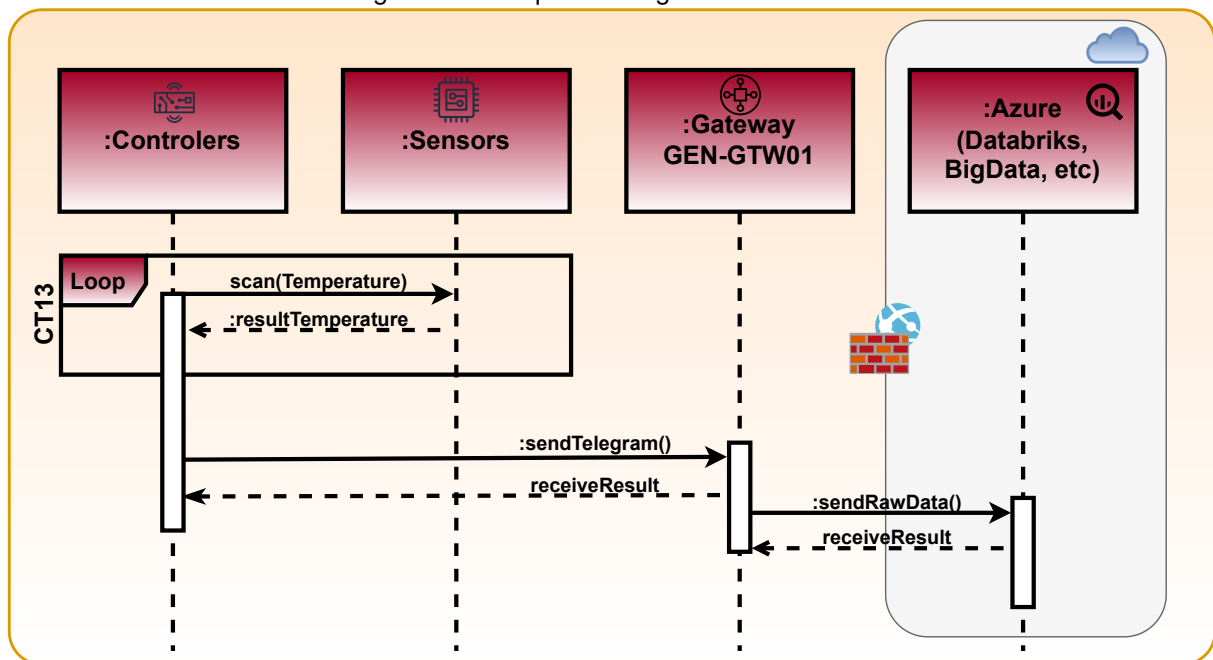 :Controlers
:Sensors
:Gateway
GEN-GTW01
:Azure
(Databriks,
BigData, etc)
Loop
CT13
scan(Temperature)
:resultTemperature
:sendTelegram()
receiveResult
:sendRawData()
receiveResult